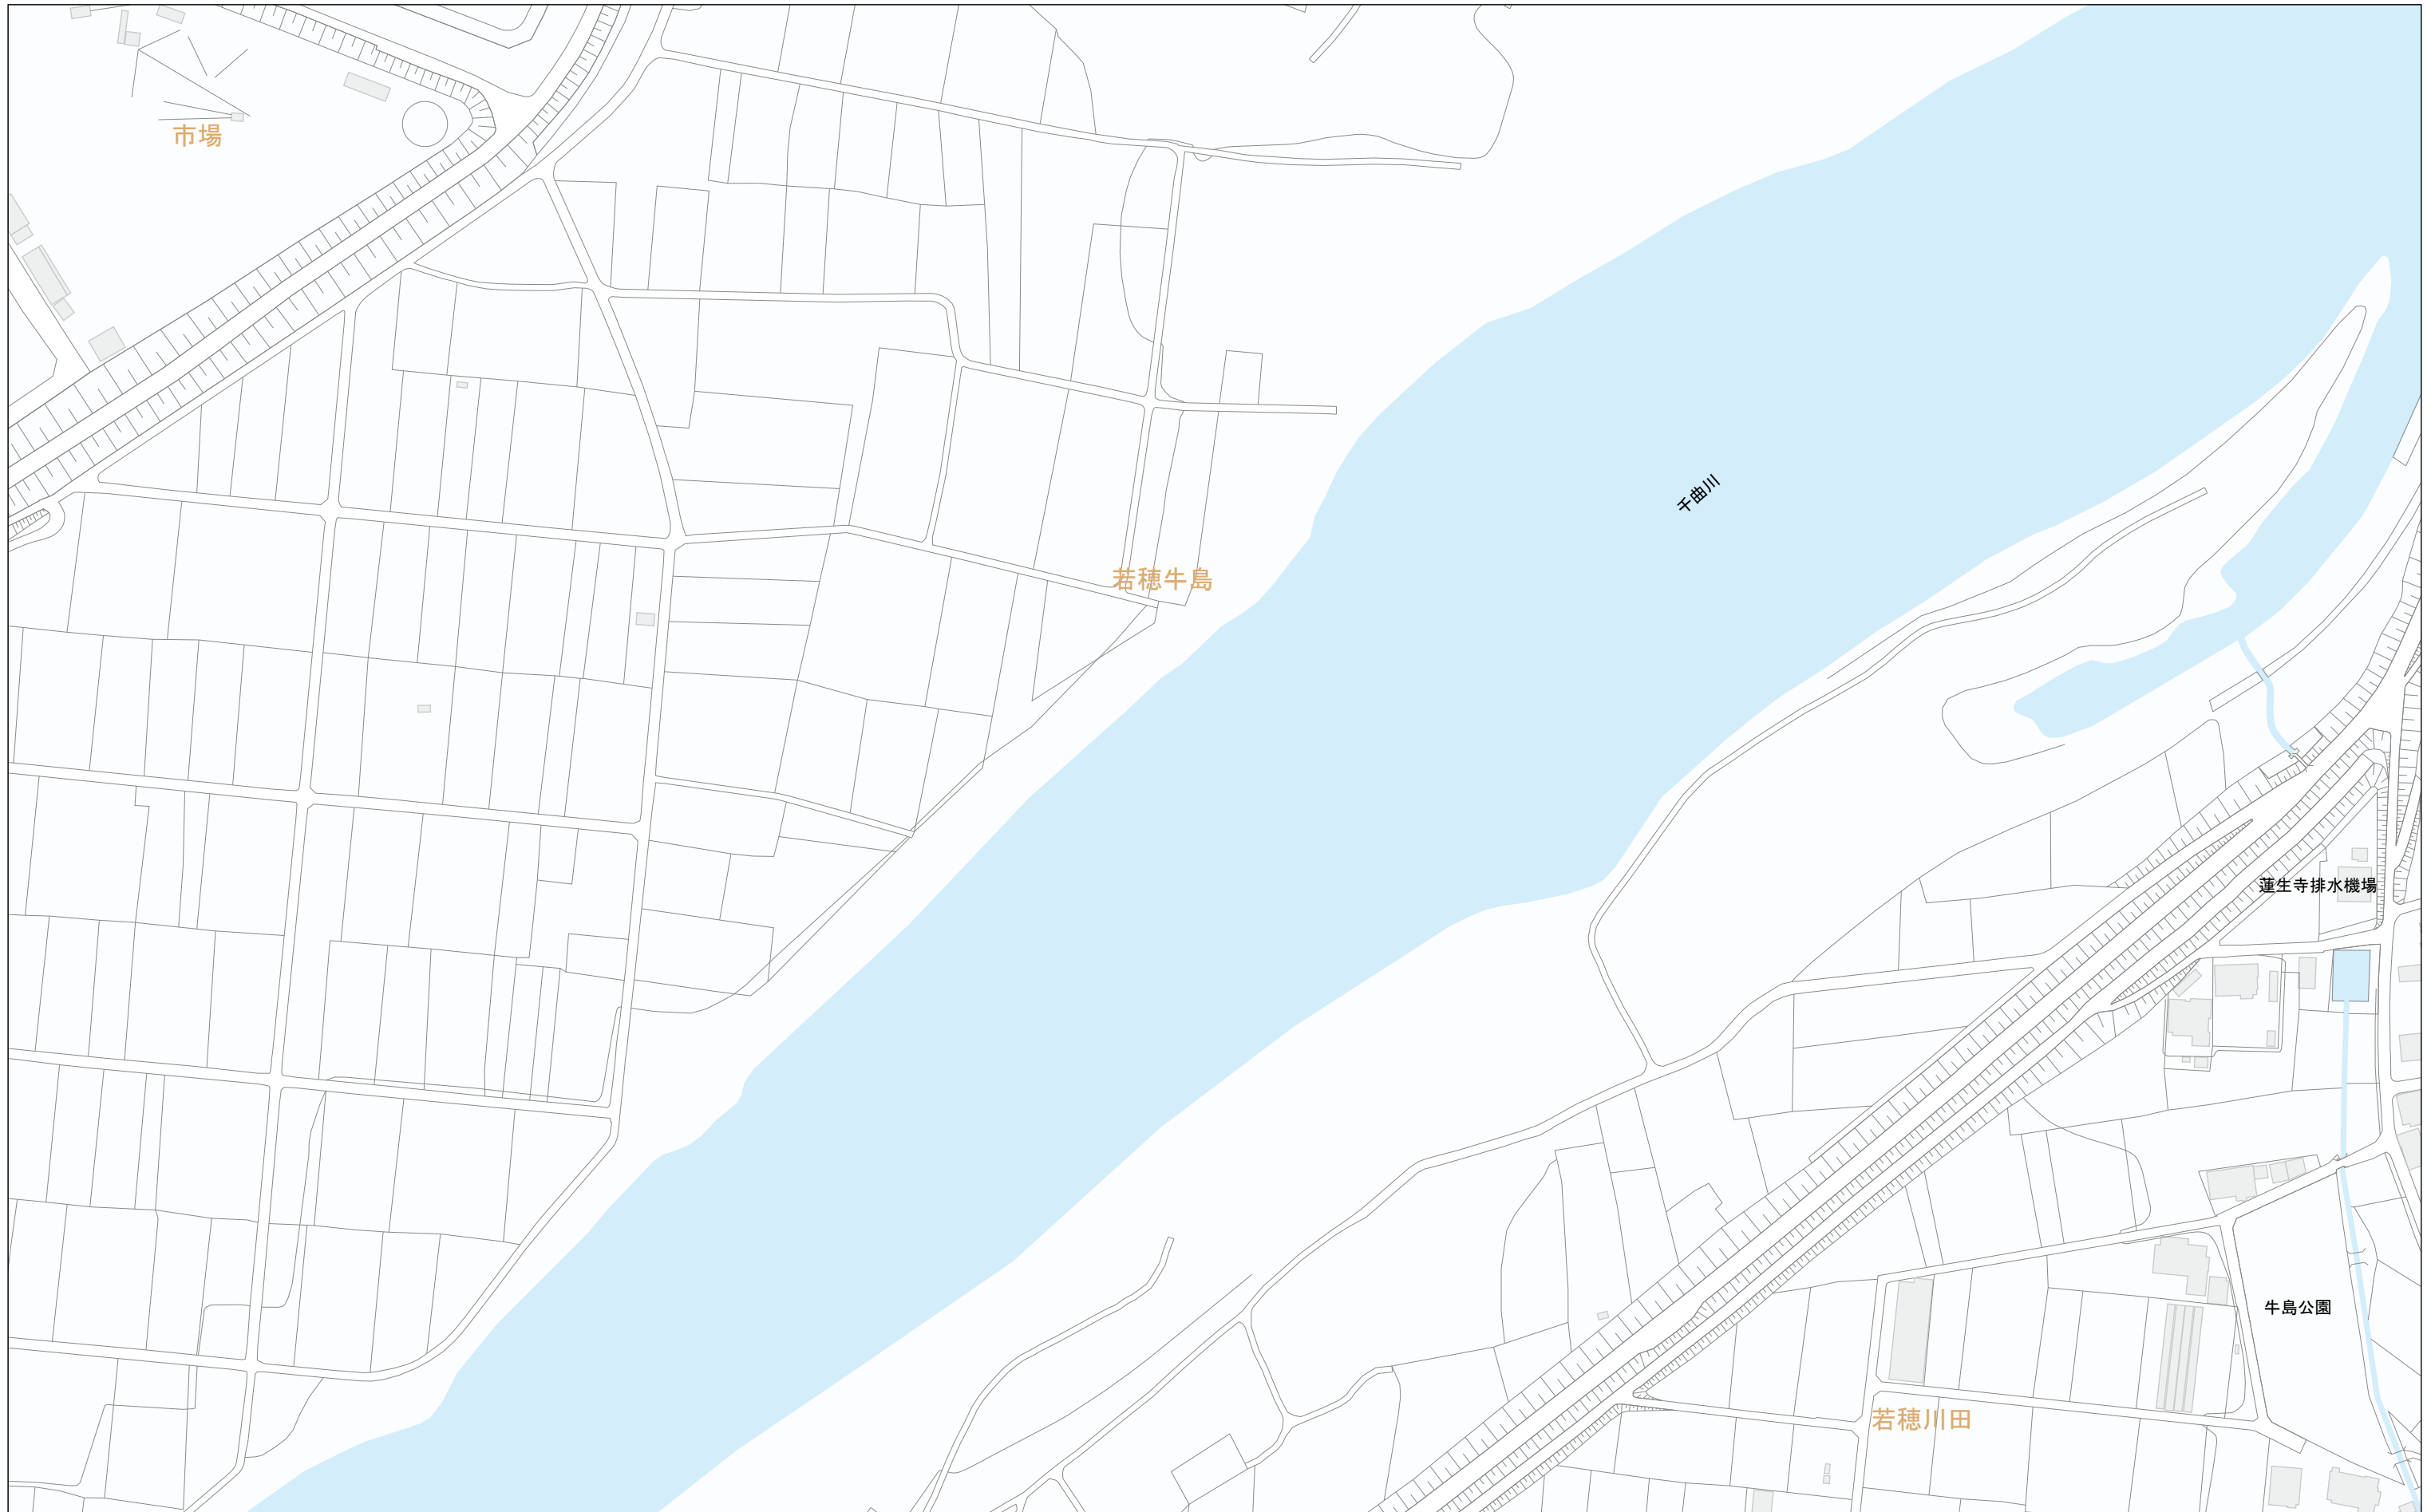 市場
千曲川
若穂牛島
蓮生寺排水機場
牛島公園
若穂川田